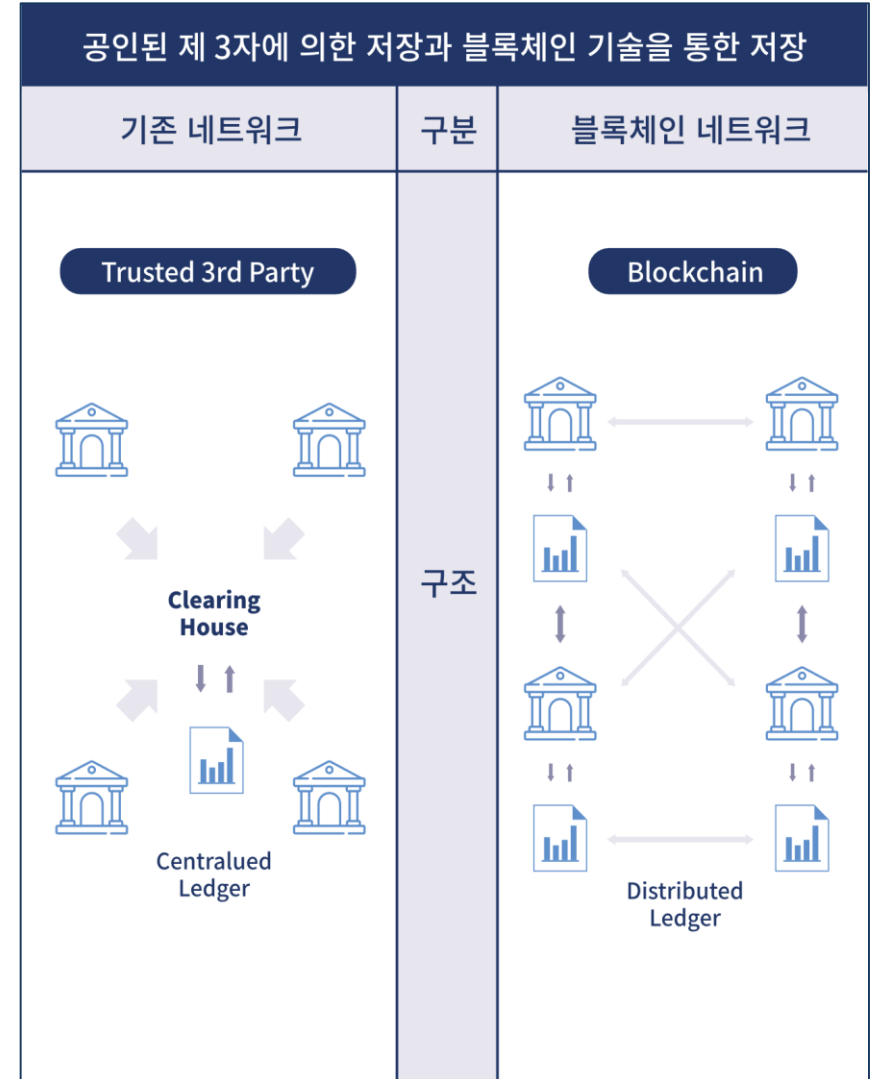 공인된 제 3자에 의한 저장과 블록체인 기술을 통한 저장
기존 네트워크
구분
블록체인 네트워크
Trusted 3rd Party
Clearing
House
Centralued
Ledger
구조
Blockchain
Distributed
Ledger